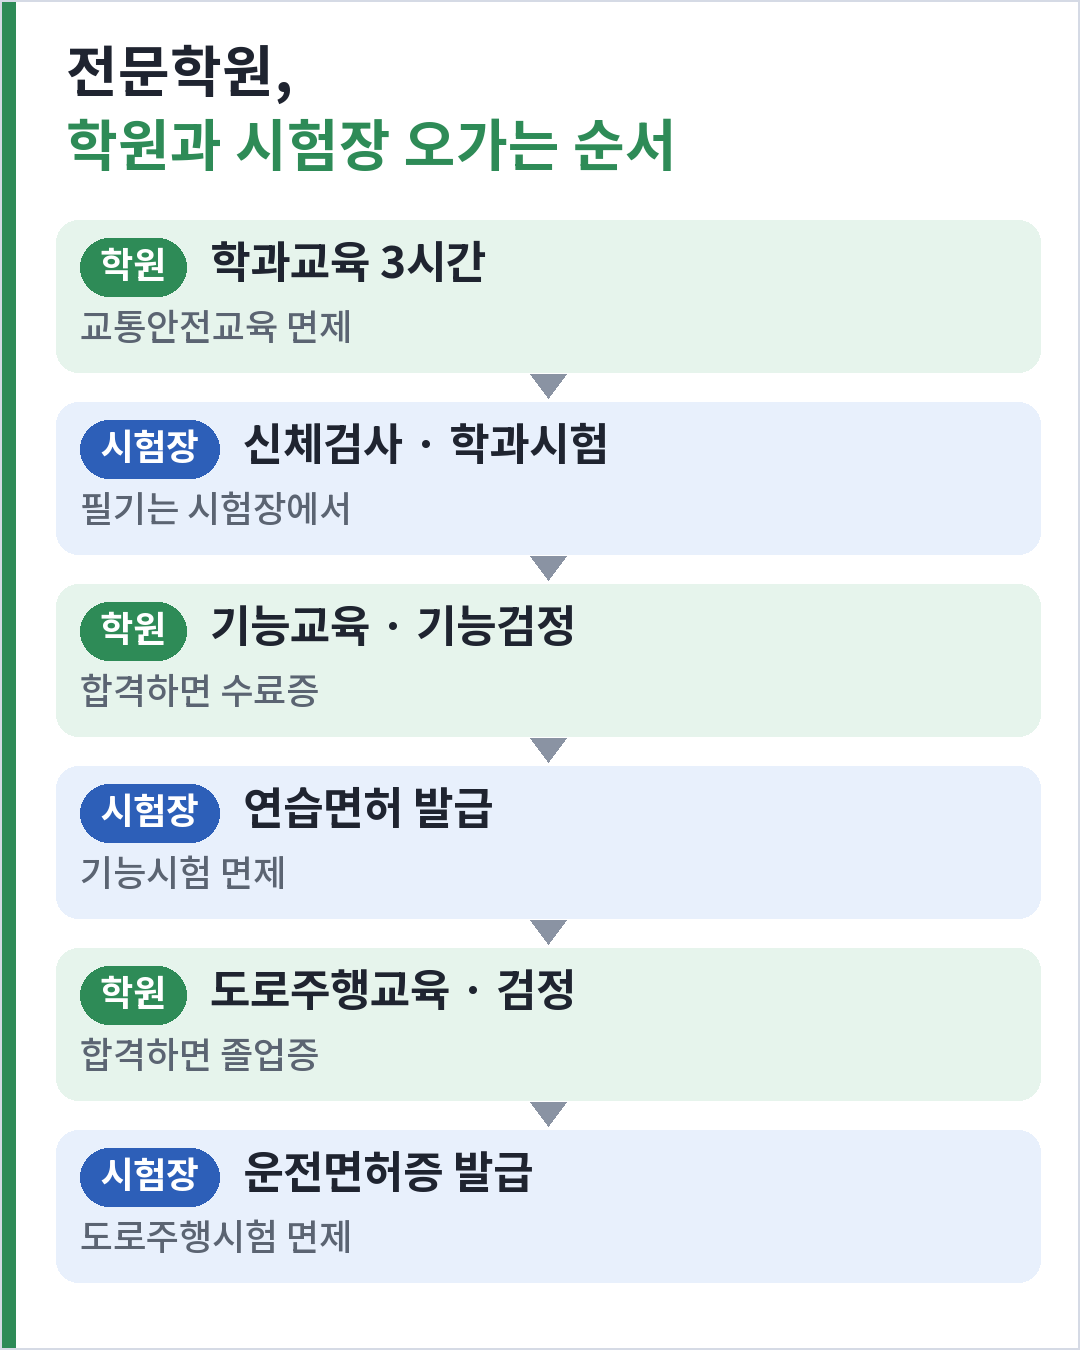 전문학원,
학원과 시험장 오가는 순서
학원 학과교육 3시간
교통안전교육 면제
시험장 신체검사 · 학과시험
필기는 시험장에서
학원 기능교육 · 기능검정
합격하면 수료증
시험장 연습면허 발급
기능시험 면제
학원 도로주행교육 · 검정
합격하면 졸업증
시험장 운전면허증 발급
도로주행시험 면제